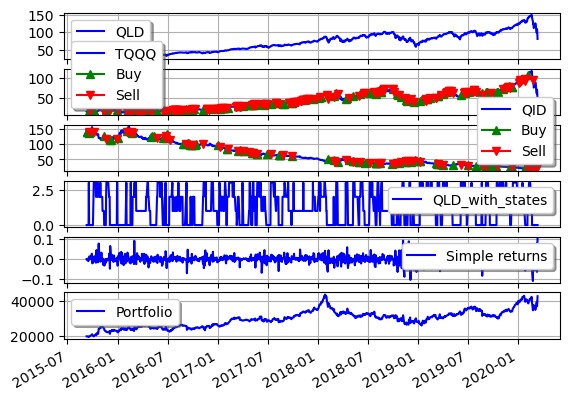 150
100
50
QLD
TQQQ
Buy
Sell
100
50
QID
Buy
Sell
150
100
50
2.5
0.0
QLD_with_states
0.1
0.0
−0.1
Simple returns
40000
20000
Portfolio
2015-07
2016-01
2016-07
2017-01
2017-07
2018-01
2018-07
2019-01
2019-07
2020-01